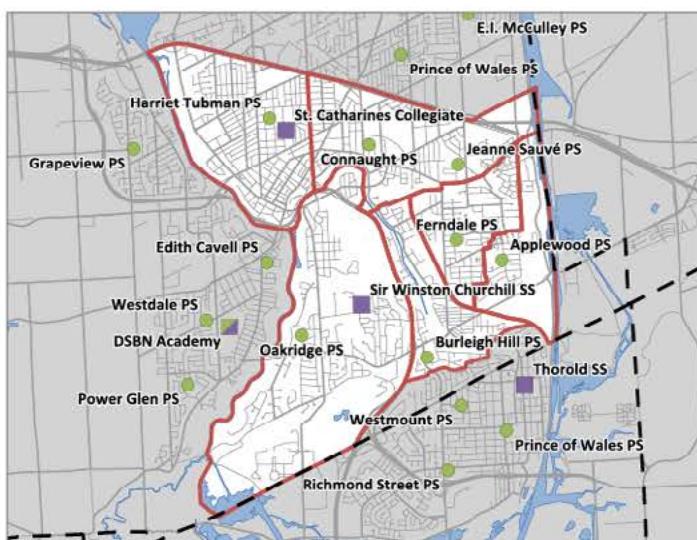 E.I. McCulley PS
Prince of Wales PS
Harriet Tubman PS
St. Catharines Collegiate
Grapeview PS
Connaught PS
Jeanne Sauvé PS
Ferndale PS
Edith Cavell PS
Applewood PS
Sir Winston Churchill SS
Westdale PS
DSBN Academy
Oakridge PS
Burleigh Hill PS
Thorold SS
Power Glen PS
Westmount PS
Prince of Wales PS
Richmond Street PS